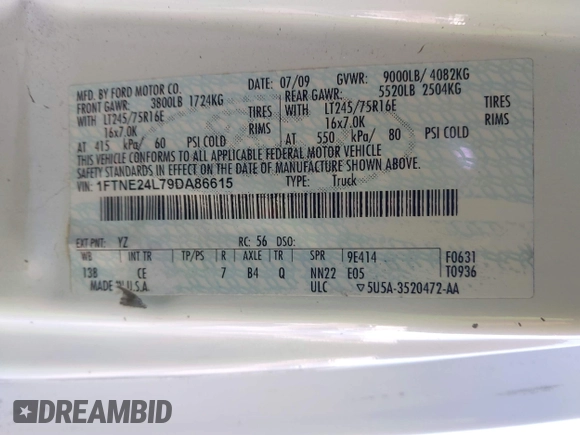 MFD. BY FORD MOTOR CO. DATE: 07/09 GVWR: 9000LB/ 4082KG
FRONT GAWR: 3800LB 1724KG REAR GAWR: 5520LB 2504KG
WITH LT245/75R16E TIRES WITH LT245/75R16E TIRES
16x7.0K RIMS 16x7.0K RIMS
AT 415 kPa/ 60 PSI COLD AT 550 kPa/ 80 PSI COLD
THIS VEHICLE CONFORMS TO ALL APPLICABLE FEDERAL MOTOR VEHICLE
SAFETY STANDARDS IN EFFECT ON THE DATE OF MANUFACTURE SHOWN ABOVE.
VIN: 1FTNE24L79DA86615 TYPE: Truck
EXT PNT: YZ RC: 56 DSO:
WB INT TR TP/PS R AXLE TR SPR 9E414 F0631
138 CE 7 B4 Q NN22 E05 T0936
MADE IN U.S.A. ULC ▽5U5A-3520472-AA
DREAMBID